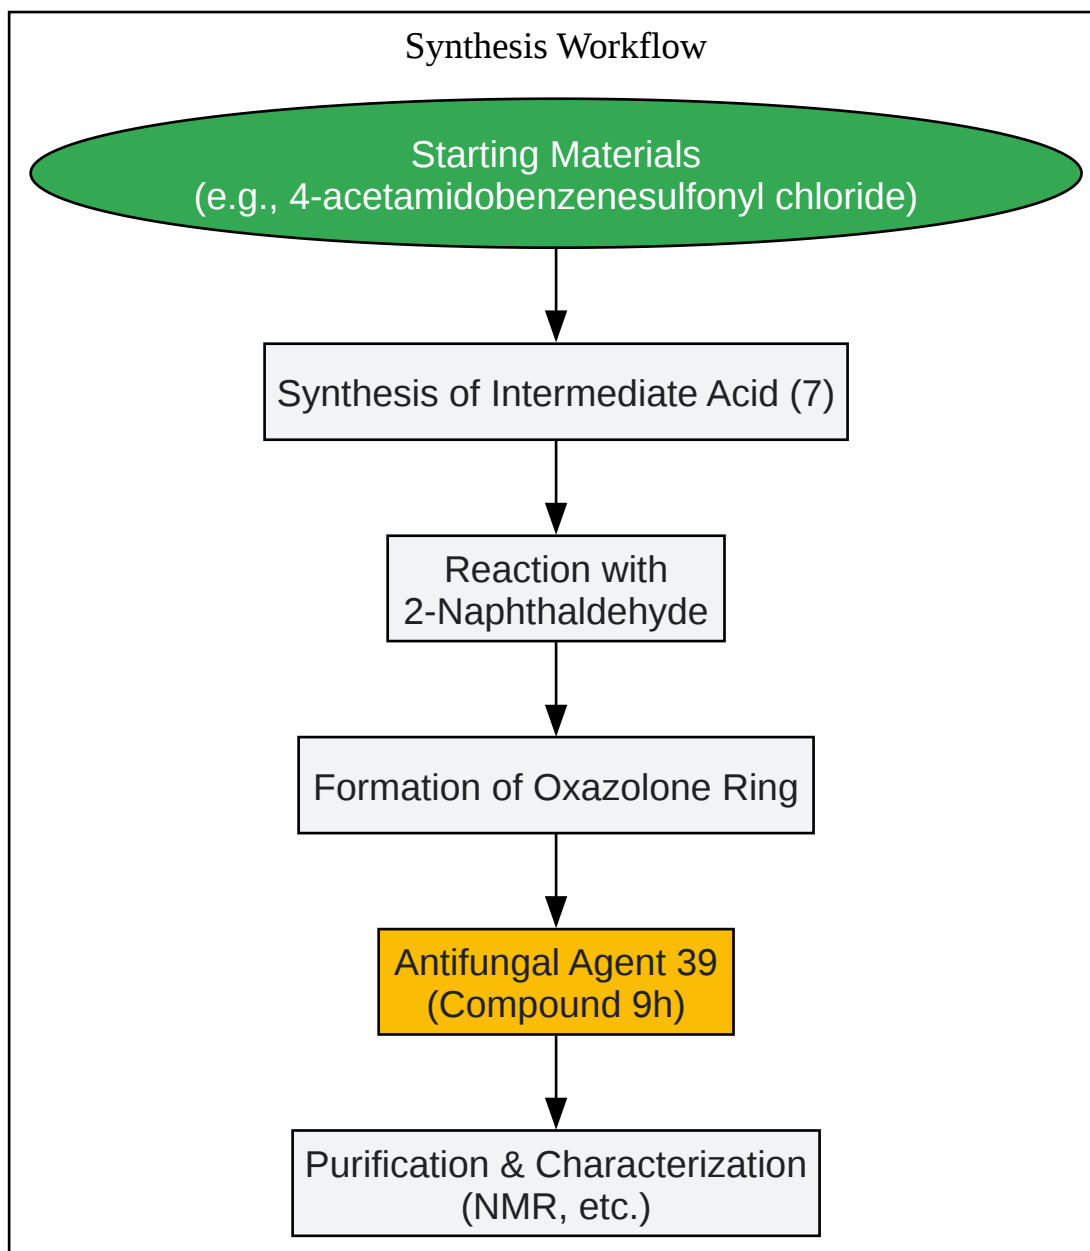 Synthesis Workflow
Starting Materials
(e.g., 4-acetamidobenzenesulfonyl chloride)
Synthesis of Intermediate Acid (7)
Reaction with
2-Naphthaldehyde
Formation of Oxazolone Ring
Antifungal Agent 39
(Compound 9h)
Purification & Characterization
(NMR, etc.)